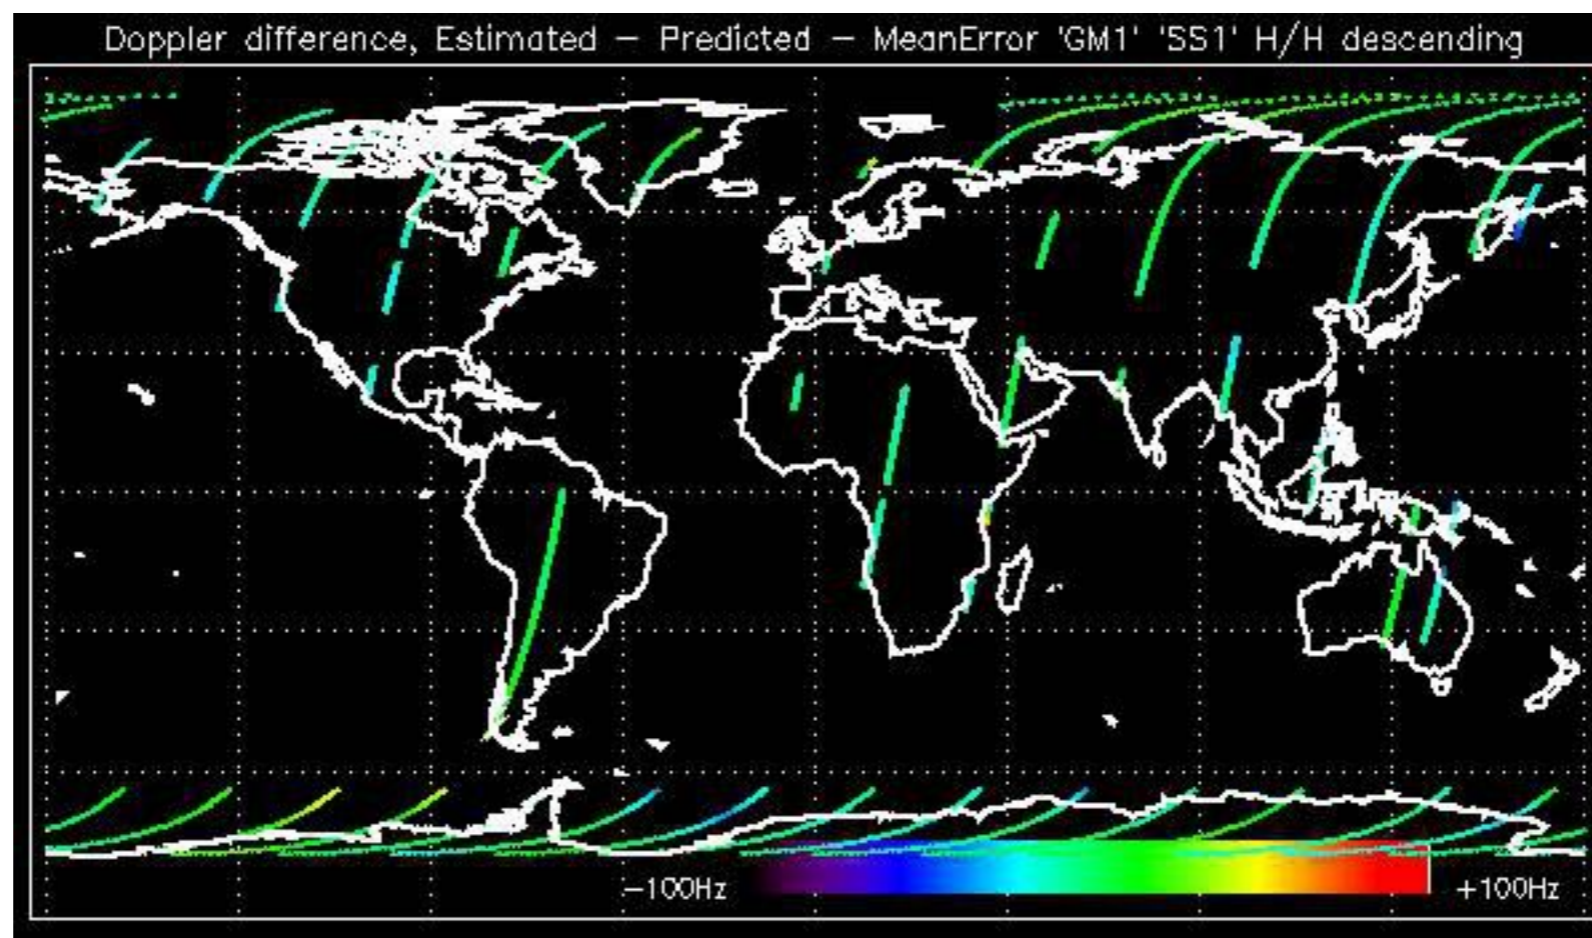 Doppler difference, Estimated – Predicted – MeanError 'GM1' 'SS1' H/H descending
–100Hz
+100Hz